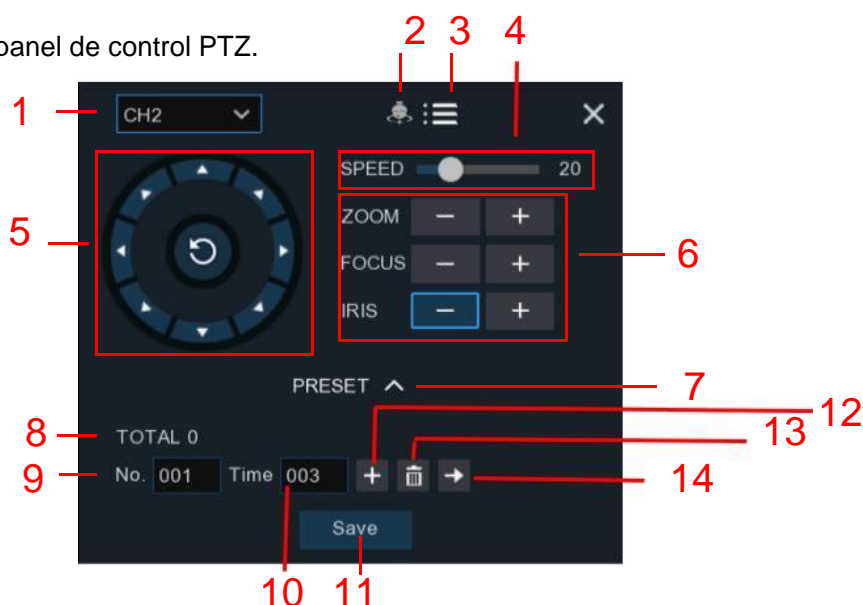 panel de control PTZ.
2 3 4
1 CH2
SPEED 20
5 ZOOM - +
FOCUS - + 6
IRIS - +
PRESET 7
12
8 TOTAL 0 13
9 No. 001 Time 003 + 14
Save
10 11